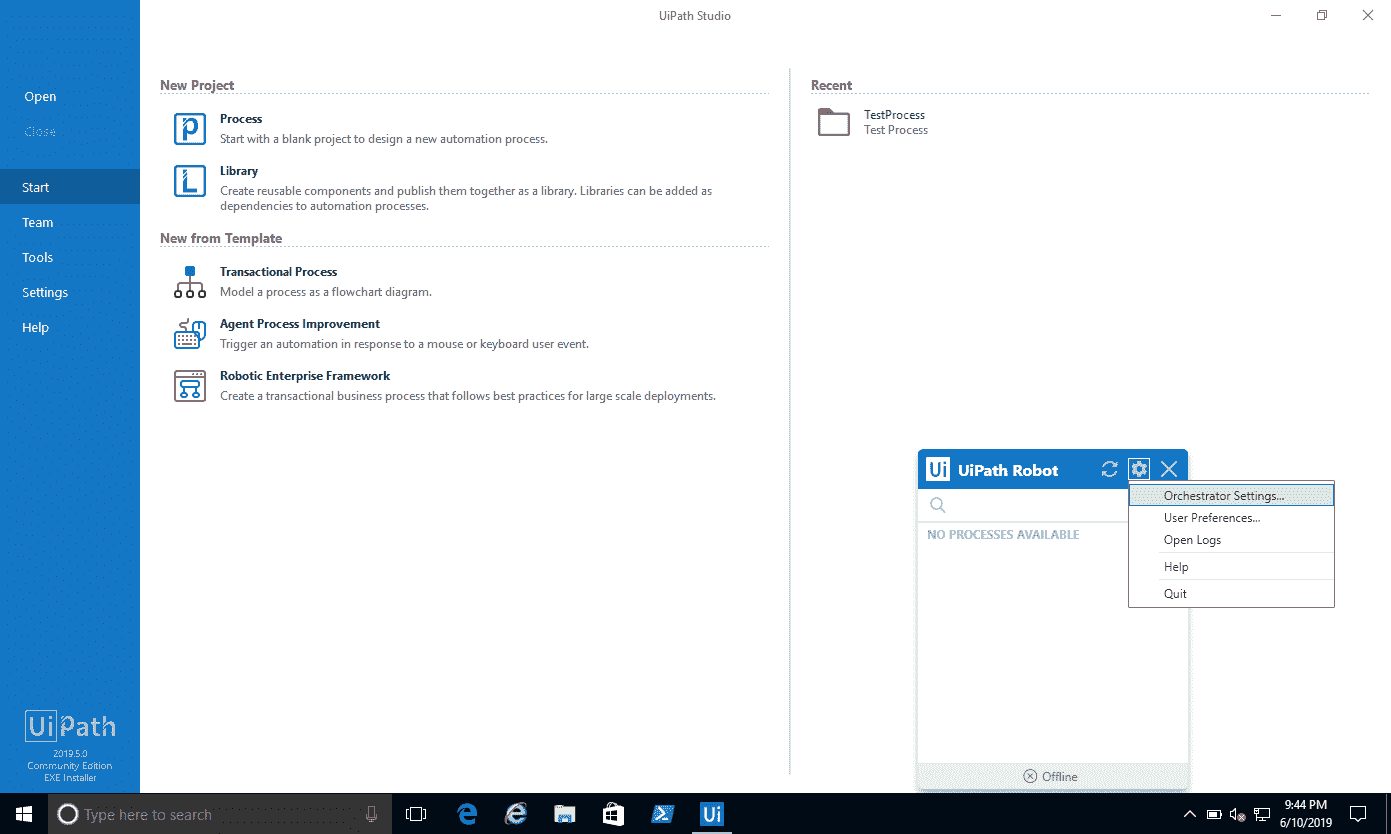 UiPath Studio
Open
Close
Start
Team
Tools
Settings
Help
New Project
Process
Start with a blank project to design a new automation process.
Library
Create reusable components and publish them together as a library. Libraries can be added as
dependencies to automation processes.
New from Template
Transactional Process
Model a process as a flowchart diagram.
Agent Process Improvement
Trigger an automation in response to a mouse or keyboard user event.
Robotic Enterprise Framework
Create a transactional business process that follows best practices for large scale deployments.
Recent
TestProcess
Test Process
Ui UiPath Robot
Orchestrator Settings...
User Preferences...
Open Logs
Help
Quit
NO PROCESSES AVAILABLE
Offline
UiPath
2019.5.0
Community Edition
EXE Installer
Type here to search
Ui
9:44 PM
6/10/2019